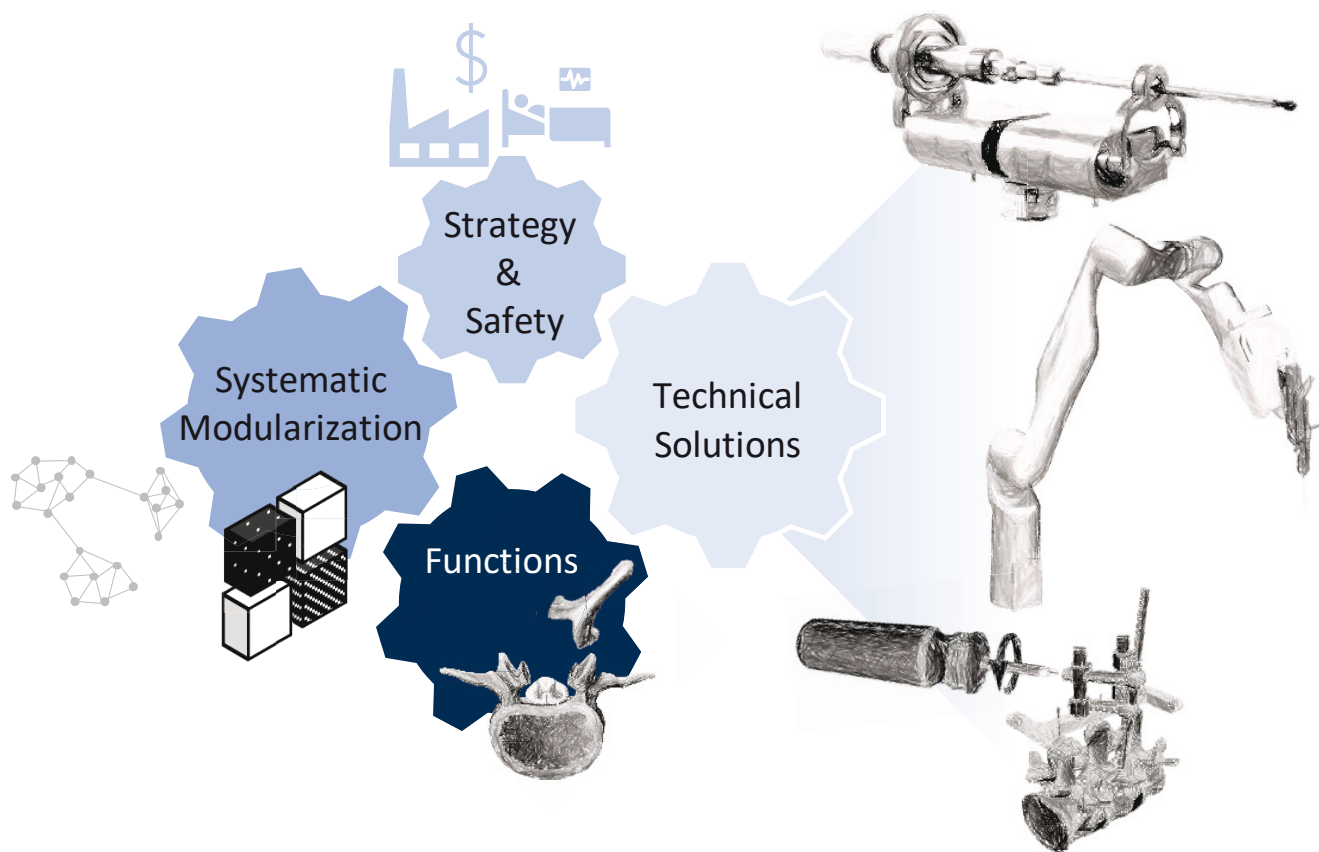 $
Strategy
&
Safety
Systematic
Modularization
Technical
Solutions
Functions